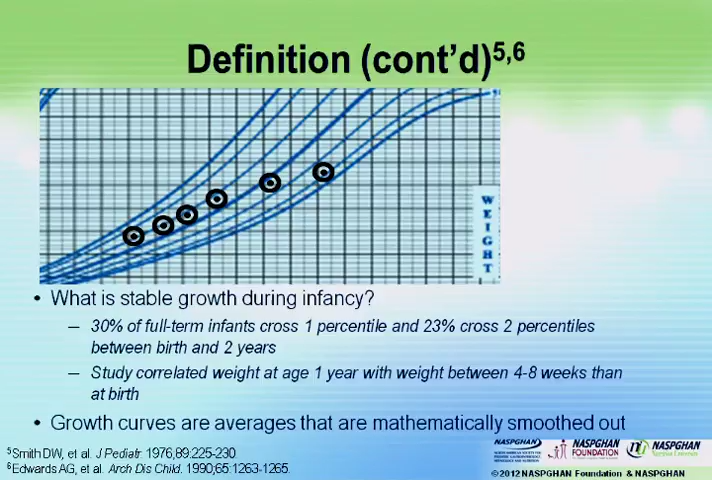 Definition (cont'd)5,6
WEIGHT
• What is stable growth during infancy?
– 30% of full-term infants cross 1 percentile and 23% cross 2 percentiles
between birth and 2 years
– Study correlated weight at age 1 year with weight between 4-8 weeks than
at birth
• Growth curves are averages that are mathematically smoothed out
5Smith DW, et al. J Pediatr. 1976;89:225-230.
6Edwards AG, et al. Arch Dis Child. 1990;65:1263-1265.
NASPGHAN
NASPGHAN
FOUNDATION
NASPGHAN
©2012 NASPGHAN Foundation & NASPGHAN